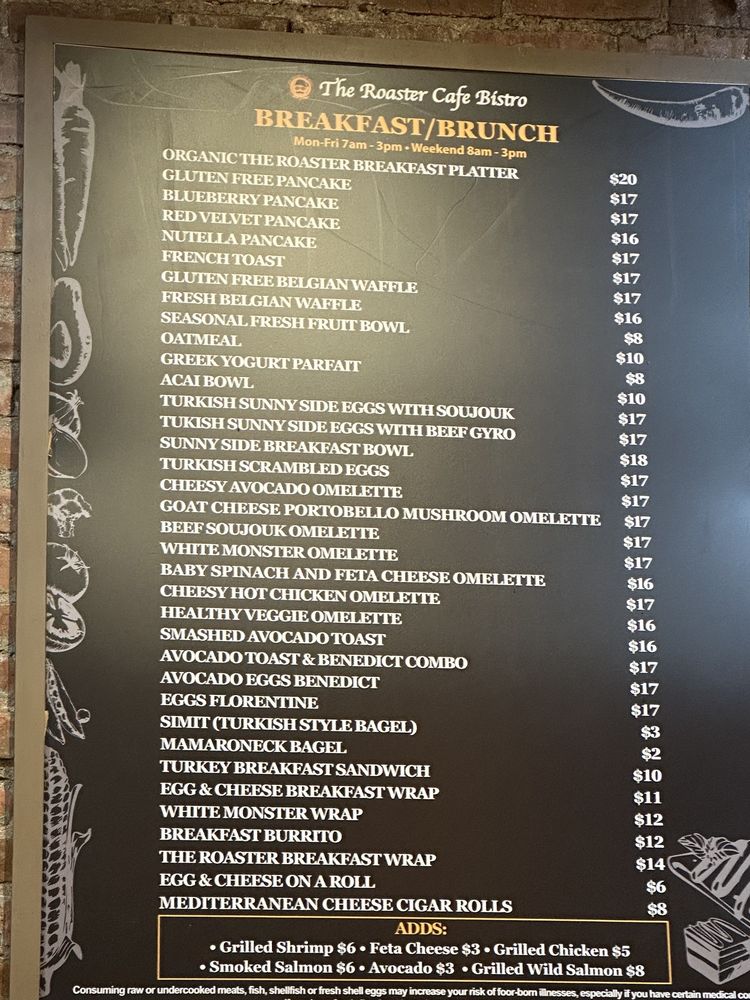 The Roaster Cafe Bistro
BREAKFAST/BRUNCH
Mon-Fri 7am - 3pm • Weekend 8am - 3pm
ORGANIC THE ROASTER BREAKFAST PLATTER $20
GLUTEN FREE PANCAKE $17
BLUEBERRY PANCAKE $17
RED VELVET PANCAKE $16
NUTELLA PANCAKE $17
FRENCH TOAST $17
GLUTEN FREE BELGIAN WAFFLE $17
FRESH BELGIAN WAFFLE $16
SEASONAL FRESH FRUIT BOWL $8
OATMEAL $10
GREEK YOGURT PARFAIT $8
ACAI BOWL $10
TURKISH SUNNY SIDE EGGS WITH SOUJOUK $17
TUKISH SUNNY SIDE EGGS WITH BEEF GYRO $17
SUNNY SIDE BREAKFAST BOWL $18
TURKISH SCRAMBLED EGGS $17
CHEESY AVOCADO OMELETTE $17
GOAT CHEESE PORTOBELLO MUSHROOM OMELETTE $17
BEEF SOUJOUK OMELETTE $17
WHITE MONSTER OMELETTE $17
BABY SPINACH AND FETA CHEESE OMELETTE $16
CHEESY HOT CHICKEN OMELETTE $17
HEALTHY VEGGIE OMELETTE $16
SMASHED AVOCADO TOAST $16
AVOCADO TOAST & BENEDICT COMBO $17
AVOCADO EGGS BENEDICT $17
EGGS FLORENTINE $17
SIMIT (TURKISH STYLE BAGEL) $3
MAMARONECK BAGEL $2
TURKEY BREAKFAST SANDWICH $10
EGG & CHEESE BREAKFAST WRAP $11
WHITE MONSTER WRAP $12
BREAKFAST BURRITO $12
THE ROASTER BREAKFAST WRAP $14
EGG & CHEESE ON A ROLL $6
MEDITERRANEAN CHEESE CIGAR ROLLS $8
ADDS:
• Grilled Shrimp $6 • Feta Cheese $3 • Grilled Chicken $5
• Smoked Salmon $6 • Avocado $3 • Grilled Wild Salmon $8
Consuming raw or undercooked meats, fish, shellfish or fresh shell eggs may increase your risk of foor-born illnesses, especially if you have certain medical